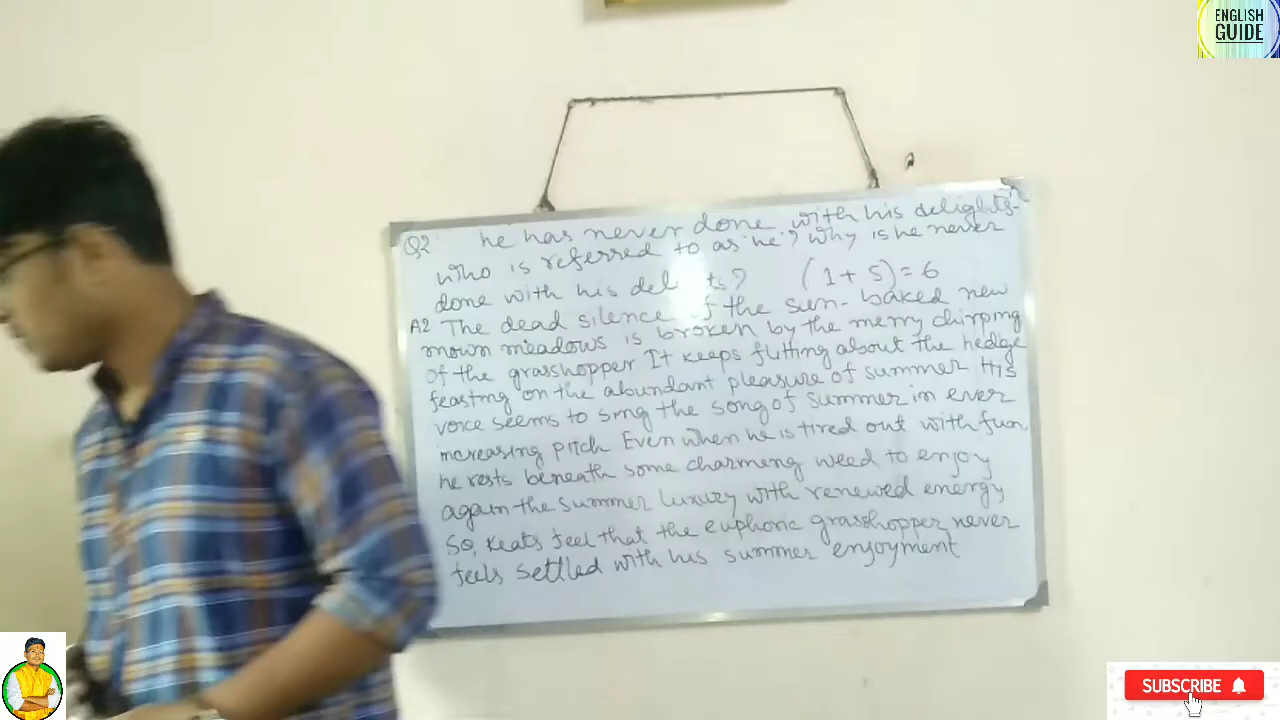 ENGLISH
GUIDE
Q2 he has never done with his delights-
who is referred to as 'he'? Why is he never
done with his del ts? (1+5)=6
A2 The dead silence of the sun-baked new
mown meadows is broken by the merry chirping
of the grasshopper It keeps flitting about the hedge
feasting on the abundant pleasure of summer His
voice seems to sing the song of summer in ever
increasing pitch Even when he is tired out with fun,
he rests beneath some charming weed to enjoy
again the summer luxury with renewed energy
So, Keats feel that the euphoric grasshopper never
feels settled with his summer enjoyment
SUBSCRIBE